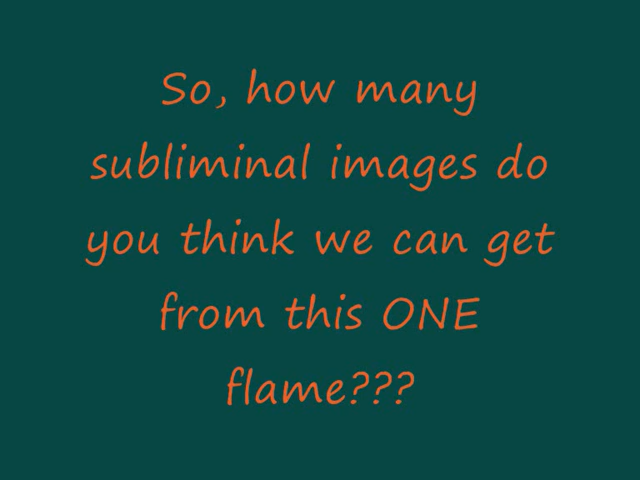 So, how many
subliminal images do
you think we can get
from this ONE
flame???